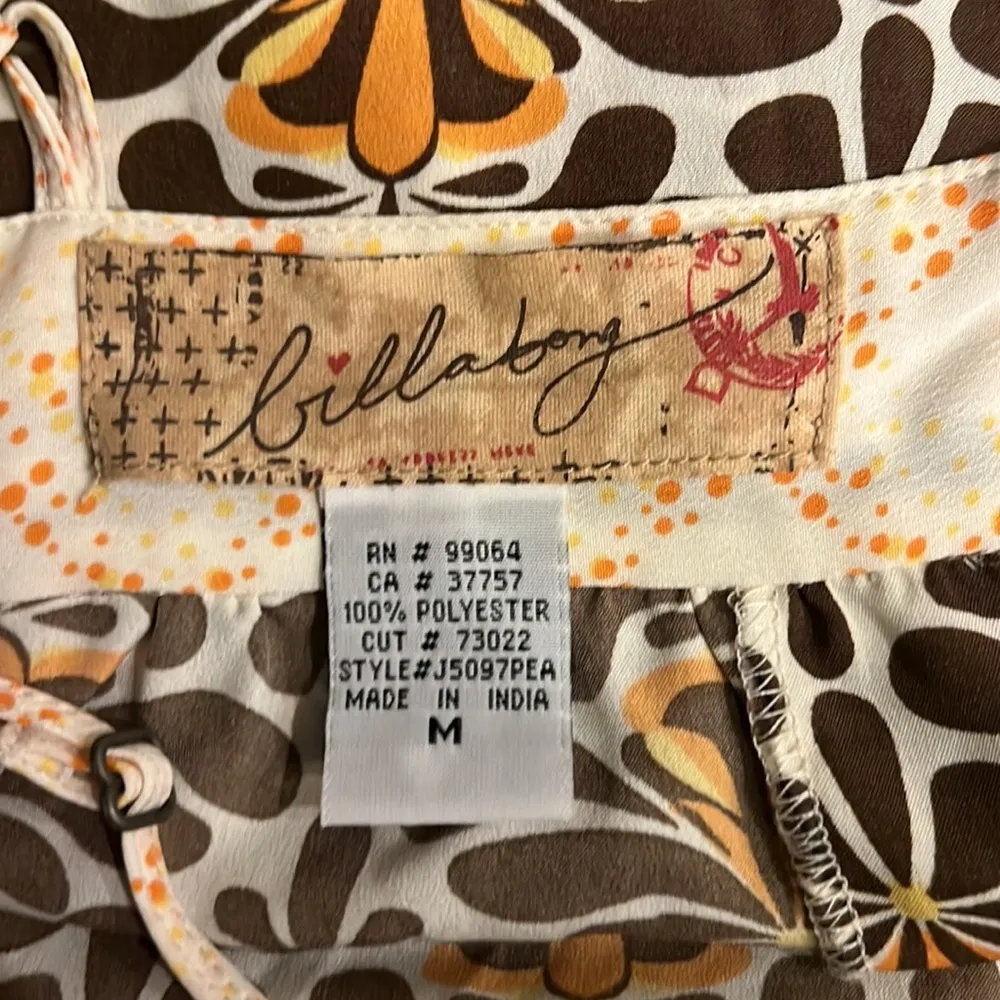 billabong
RN # 99064
CA # 37757
100% POLYESTER
CUT # 73022
STYLE#J5097PEA
MADE IN INDIA
M